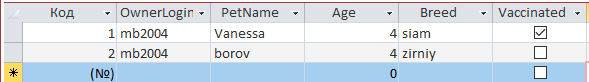 Код OwnerLogin PetName Age Breed Vaccinated
1 mb2004 Vanessa 4 siam
2 mb2004 borov 4 zirniy
(№) 0